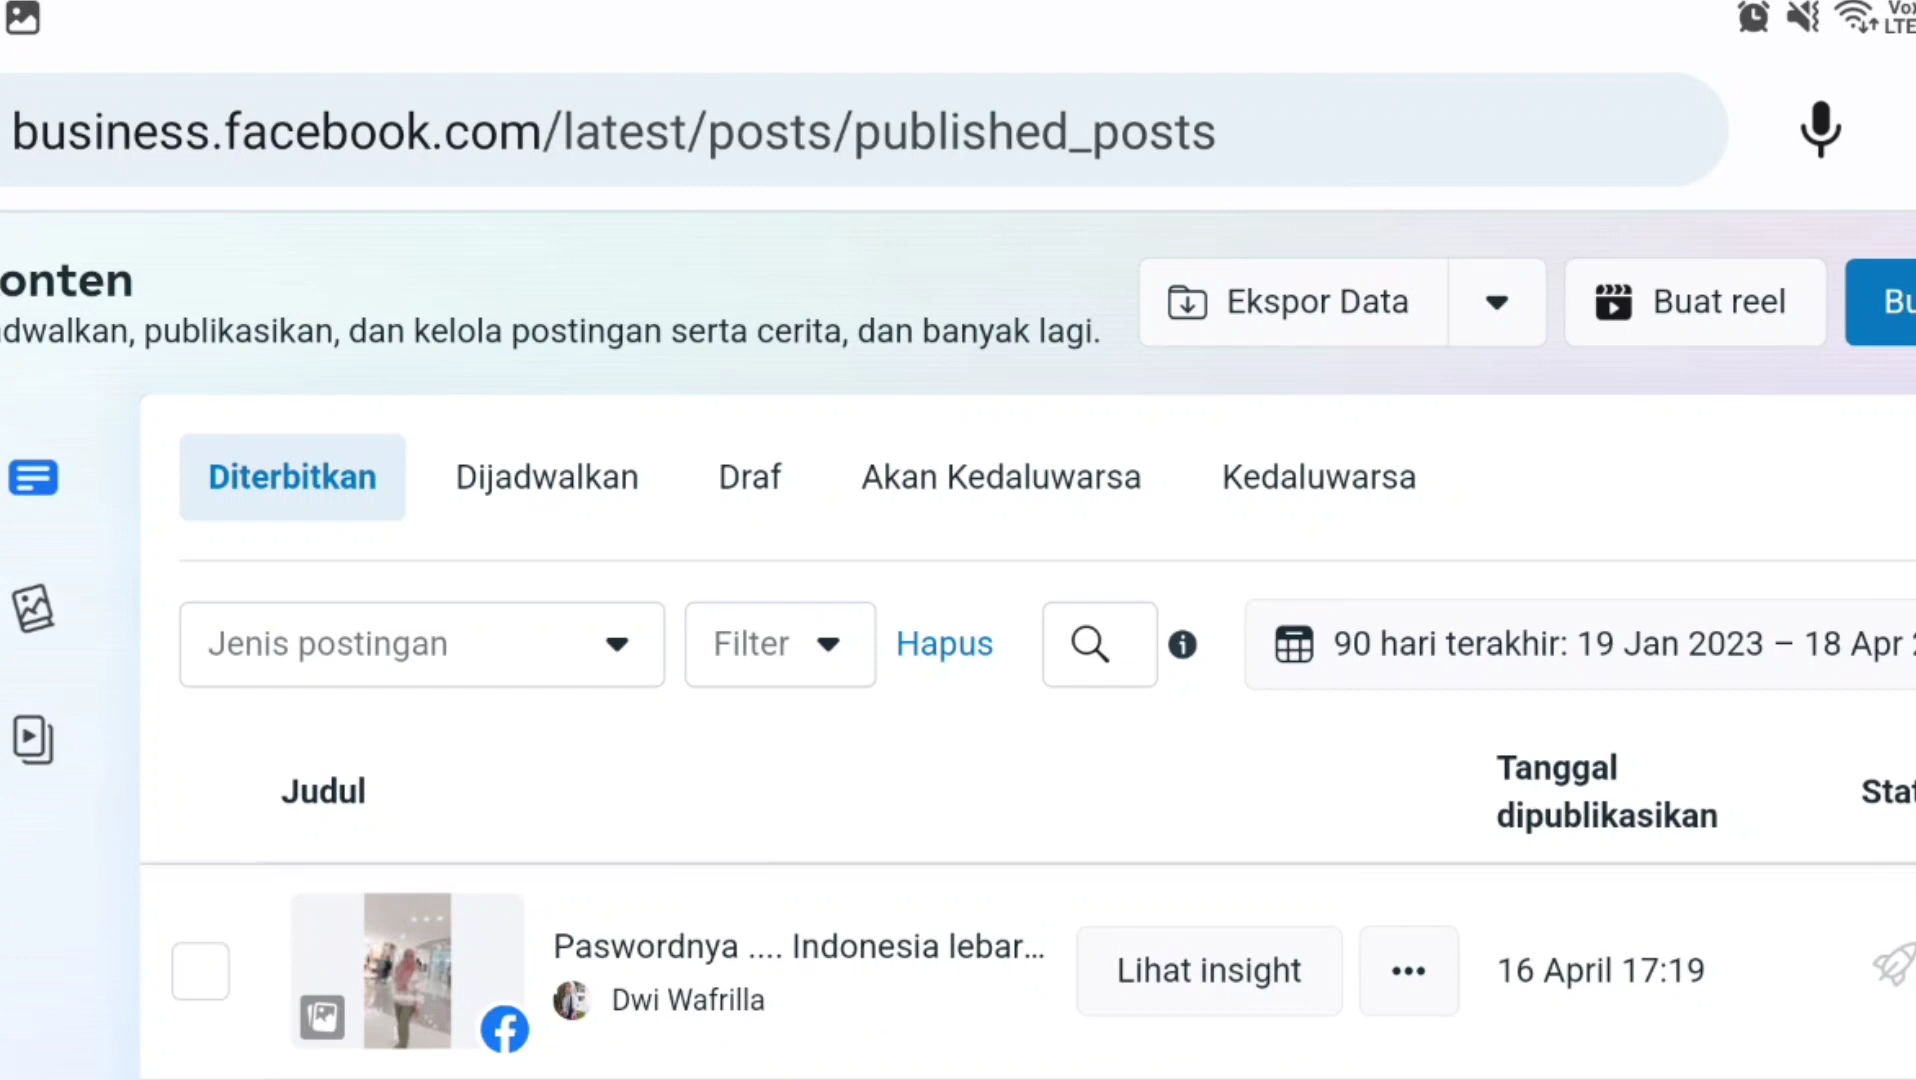 Vo
LTE
business.facebook.com/latest/posts/published_posts
onten
dwalkan, publikasikan, dan kelola postingan serta cerita, dan banyak lagi.
Ekspor Data
Buat reel
Bu
Diterbitkan
Dijadwalkan
Draf
Akan Kedaluwarsa
Kedaluwarsa
Jenis postingan
Filter
Hapus
90 hari terakhir: 19 Jan 2023 – 18 Apr
Judul
Tanggal
dipublikasikan
Stat
Paswordnya .... Indonesia lebar...
Dwi Wafrilla
Lihat insight
16 April 17:19